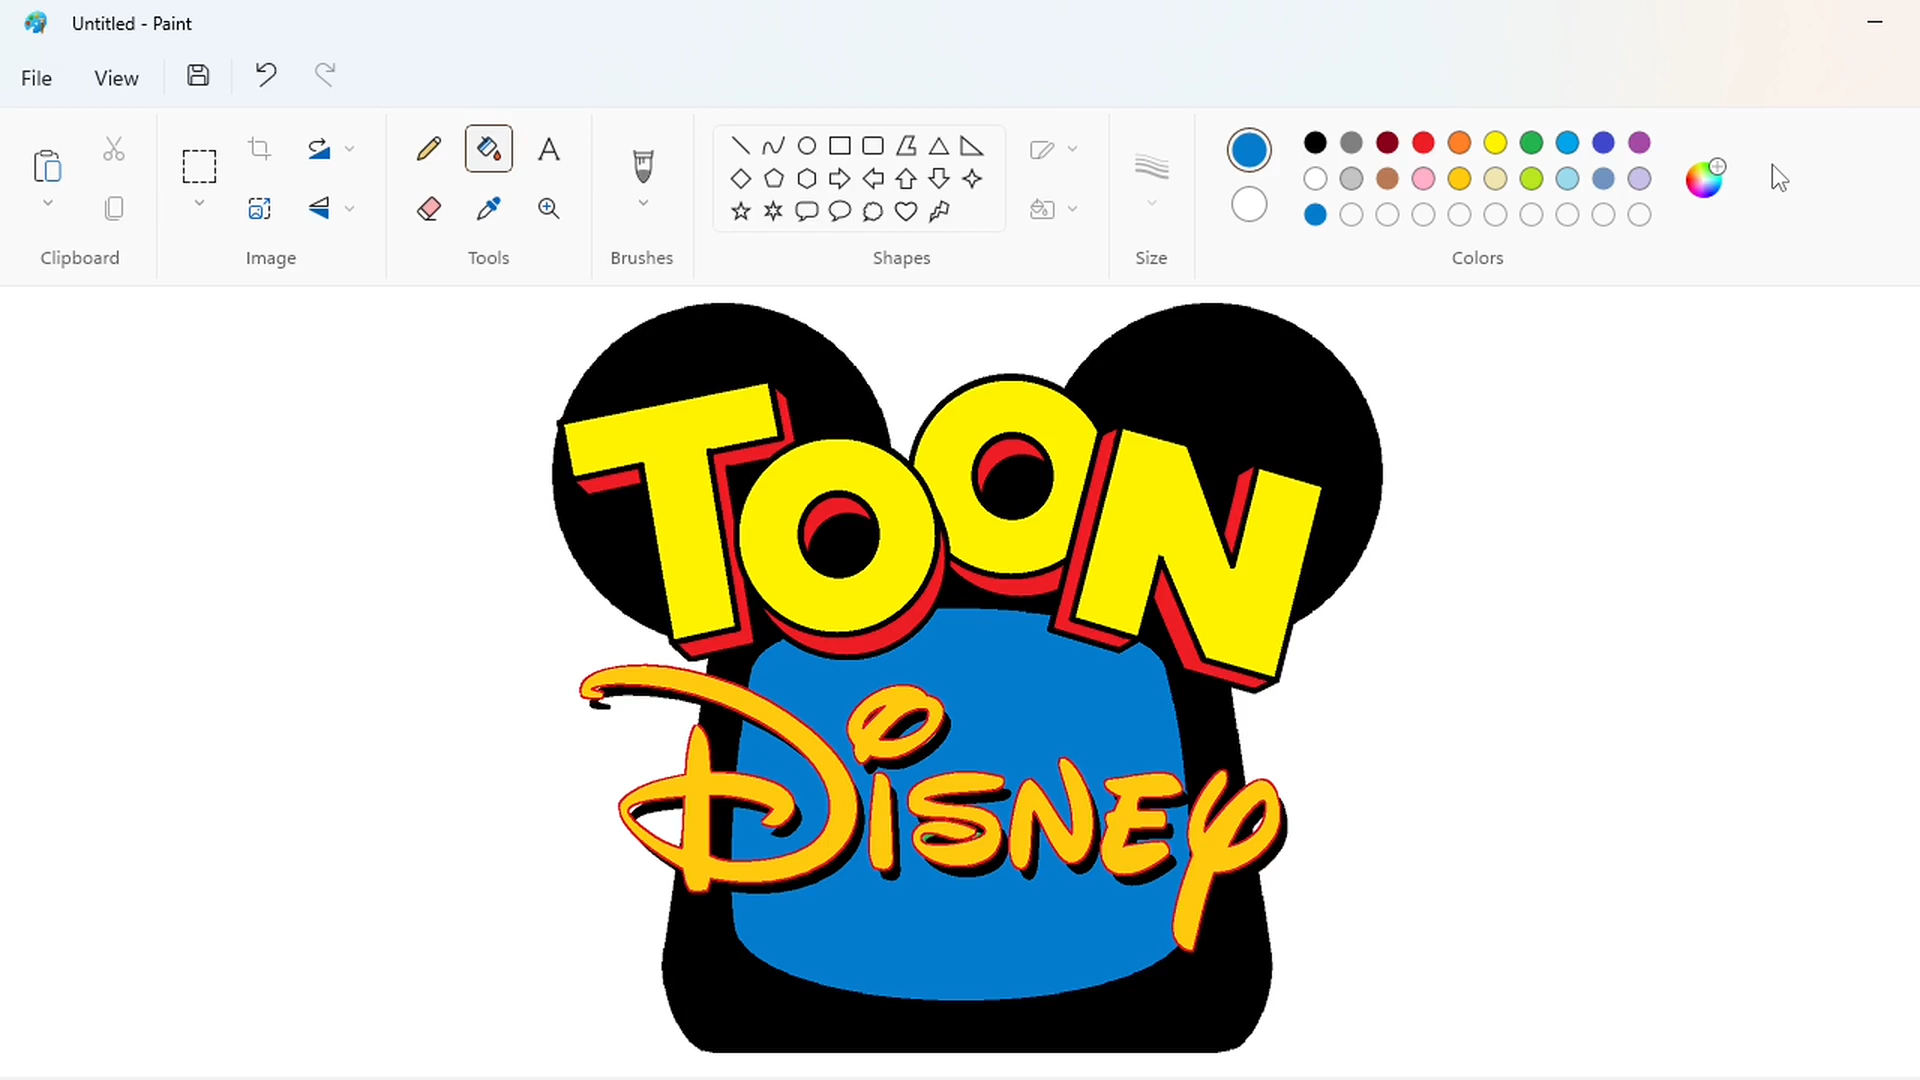 Untitled - Paint
File View
Clipboard Image Tools Brushes Shapes Size Colors
TOON
DISNEY